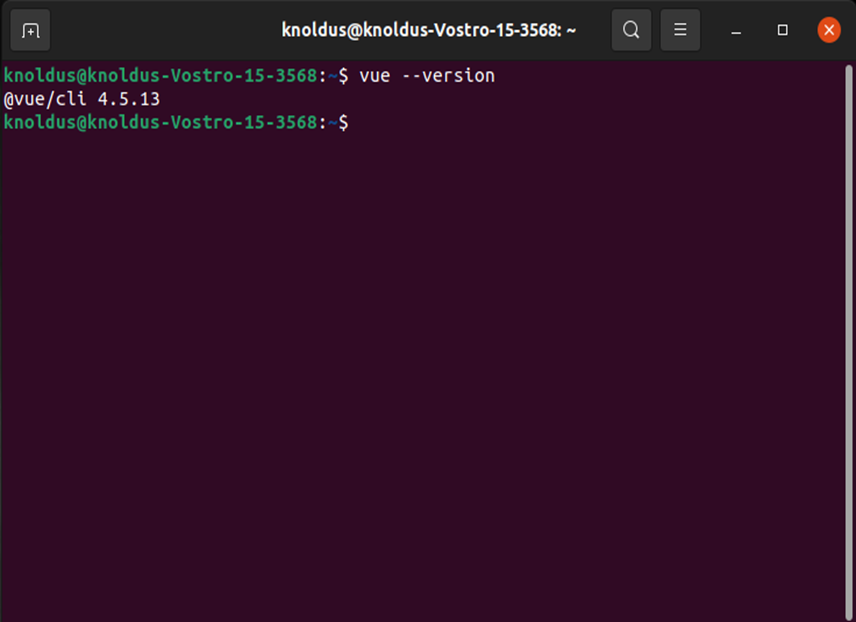 knoldus@knoldus-Vostro-15-3568: ~
knoldus@knoldus-Vostro-15-3568:~$ vue --version
@vue/cli 4.5.13
knoldus@knoldus-Vostro-15-3568:~$